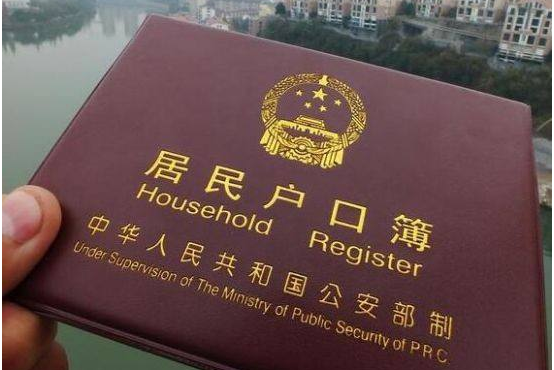 居民户口簿
Household Register
中华人民共和国公安部制
Under Supervision of The Ministry of Public Security of P.R.C.